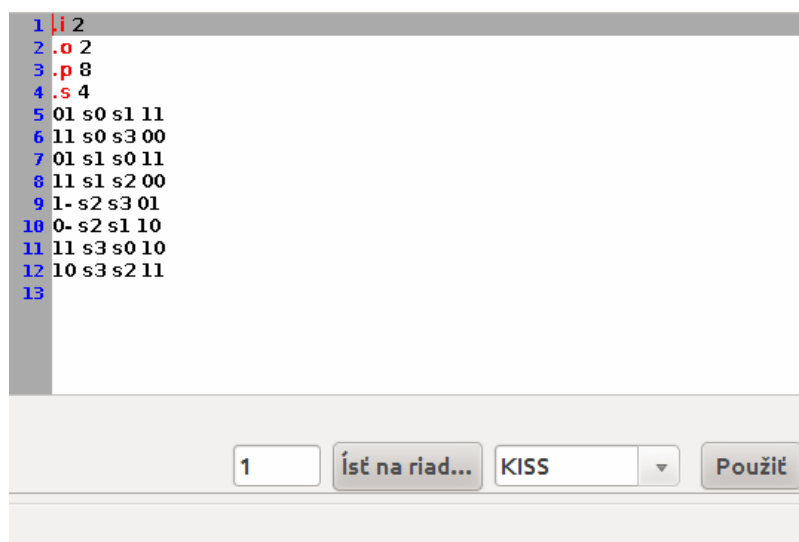 1 .i 2
2 .o 2
3 .p 8
4 .s 4
5 01 s0 s1 11
6 11 s0 s3 00
7 01 s1 s0 11
8 11 s1 s2 00
9 1- s2 s3 01
10 0- s2 s1 10
11 11 s3 s0 10
12 10 s3 s2 11
13
1 Ísť na riad... KISS Použiť